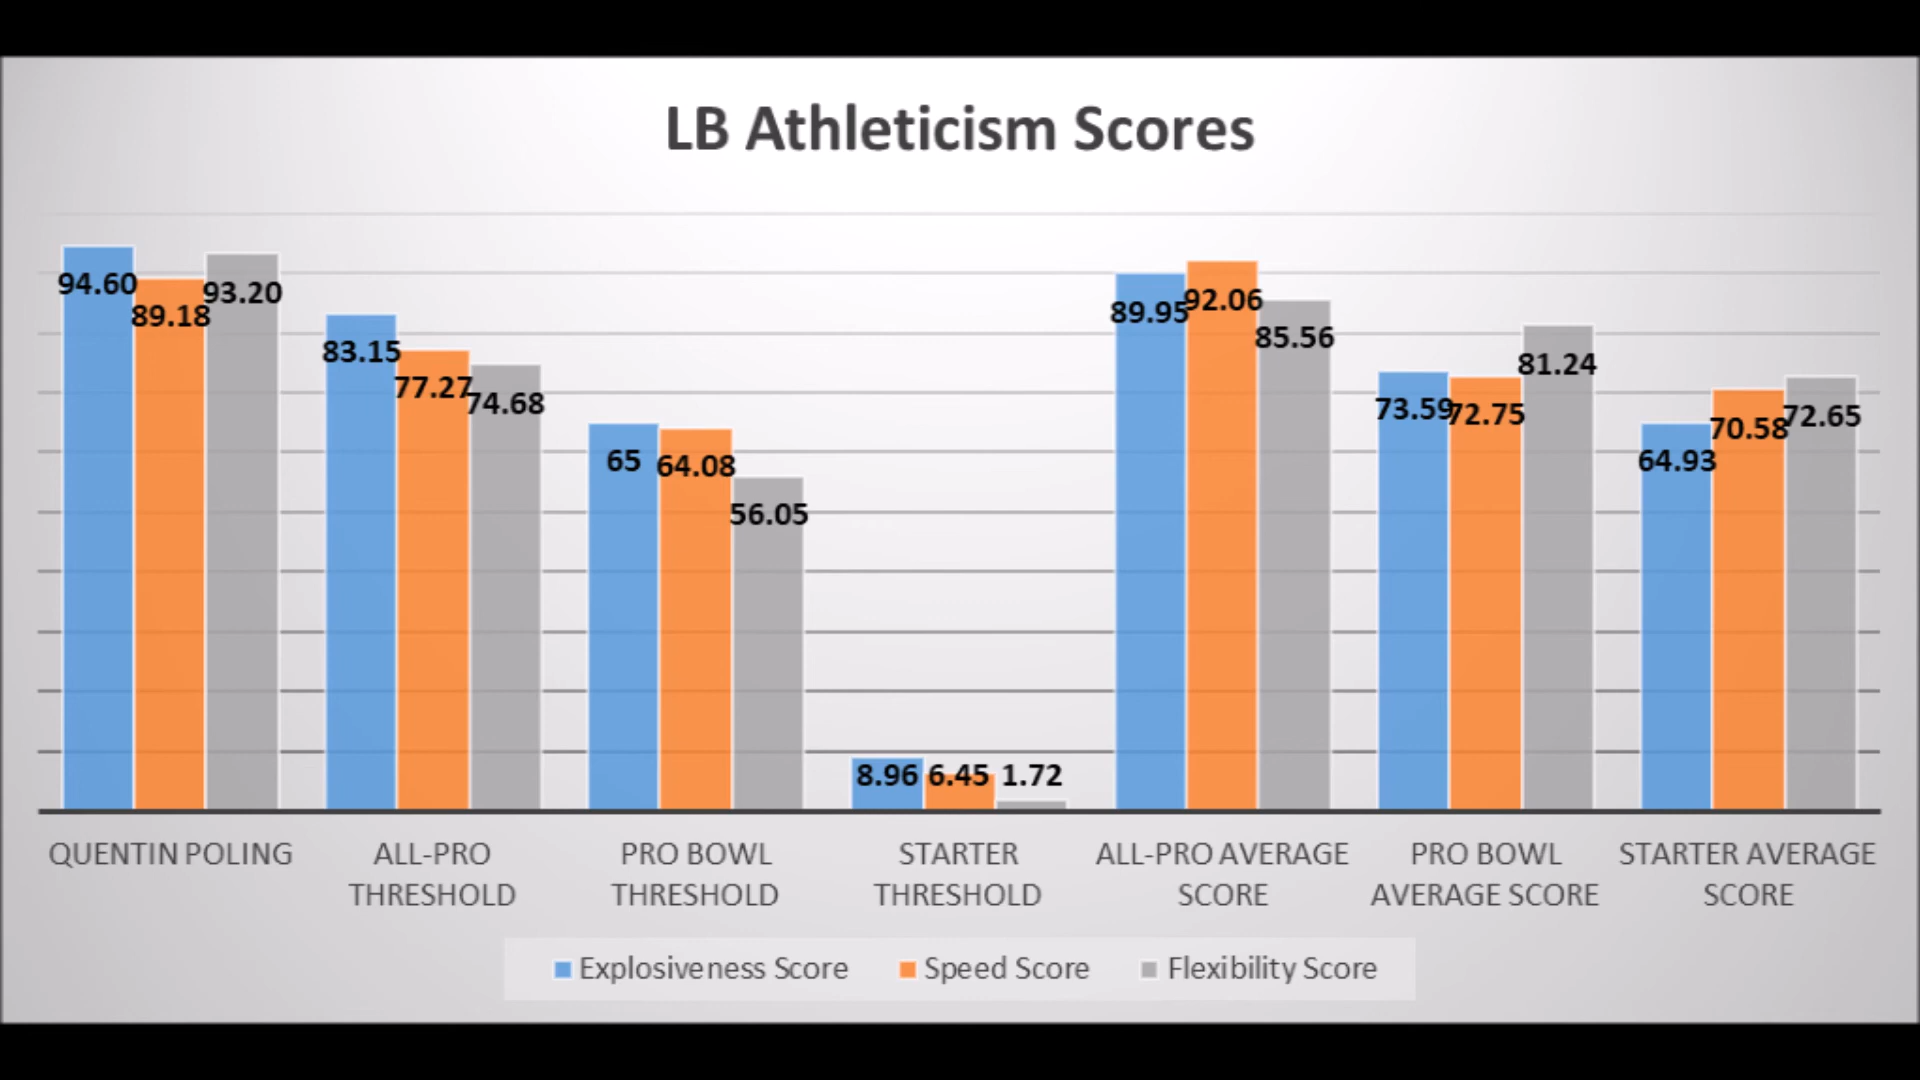 LB Athleticism Scores
94.60
89.18
93.20
83.15
77.27
74.68
65
64.08
56.05
8.96
6.45
1.72
89.95
92.06
85.56
73.59
72.75
81.24
64.93
70.58
72.65
QUENTIN POLING
ALL-PRO
THRESHOLD
PRO BOWL
THRESHOLD
STARTER
THRESHOLD
ALL-PRO AVERAGE
SCORE
PRO BOWL
AVERAGE SCORE
STARTER AVERAGE
SCORE
Explosiveness Score
Speed Score
Flexibility Score